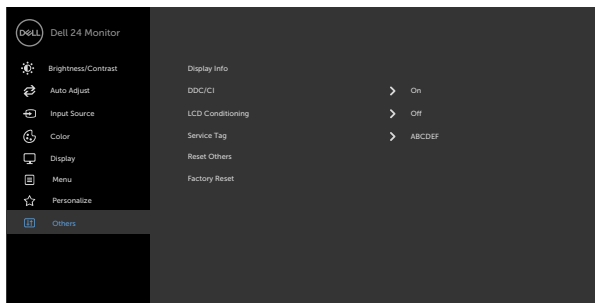 DELL Dell 24 Monitor
Brightness/Contrast
Auto Adjust
Input Source
Color
Display
Menu
Personalize
Others
Display Info
DDC/CI On
LCD Conditioning Off
Service Tag ABCDEF
Reset Others
Factory Reset